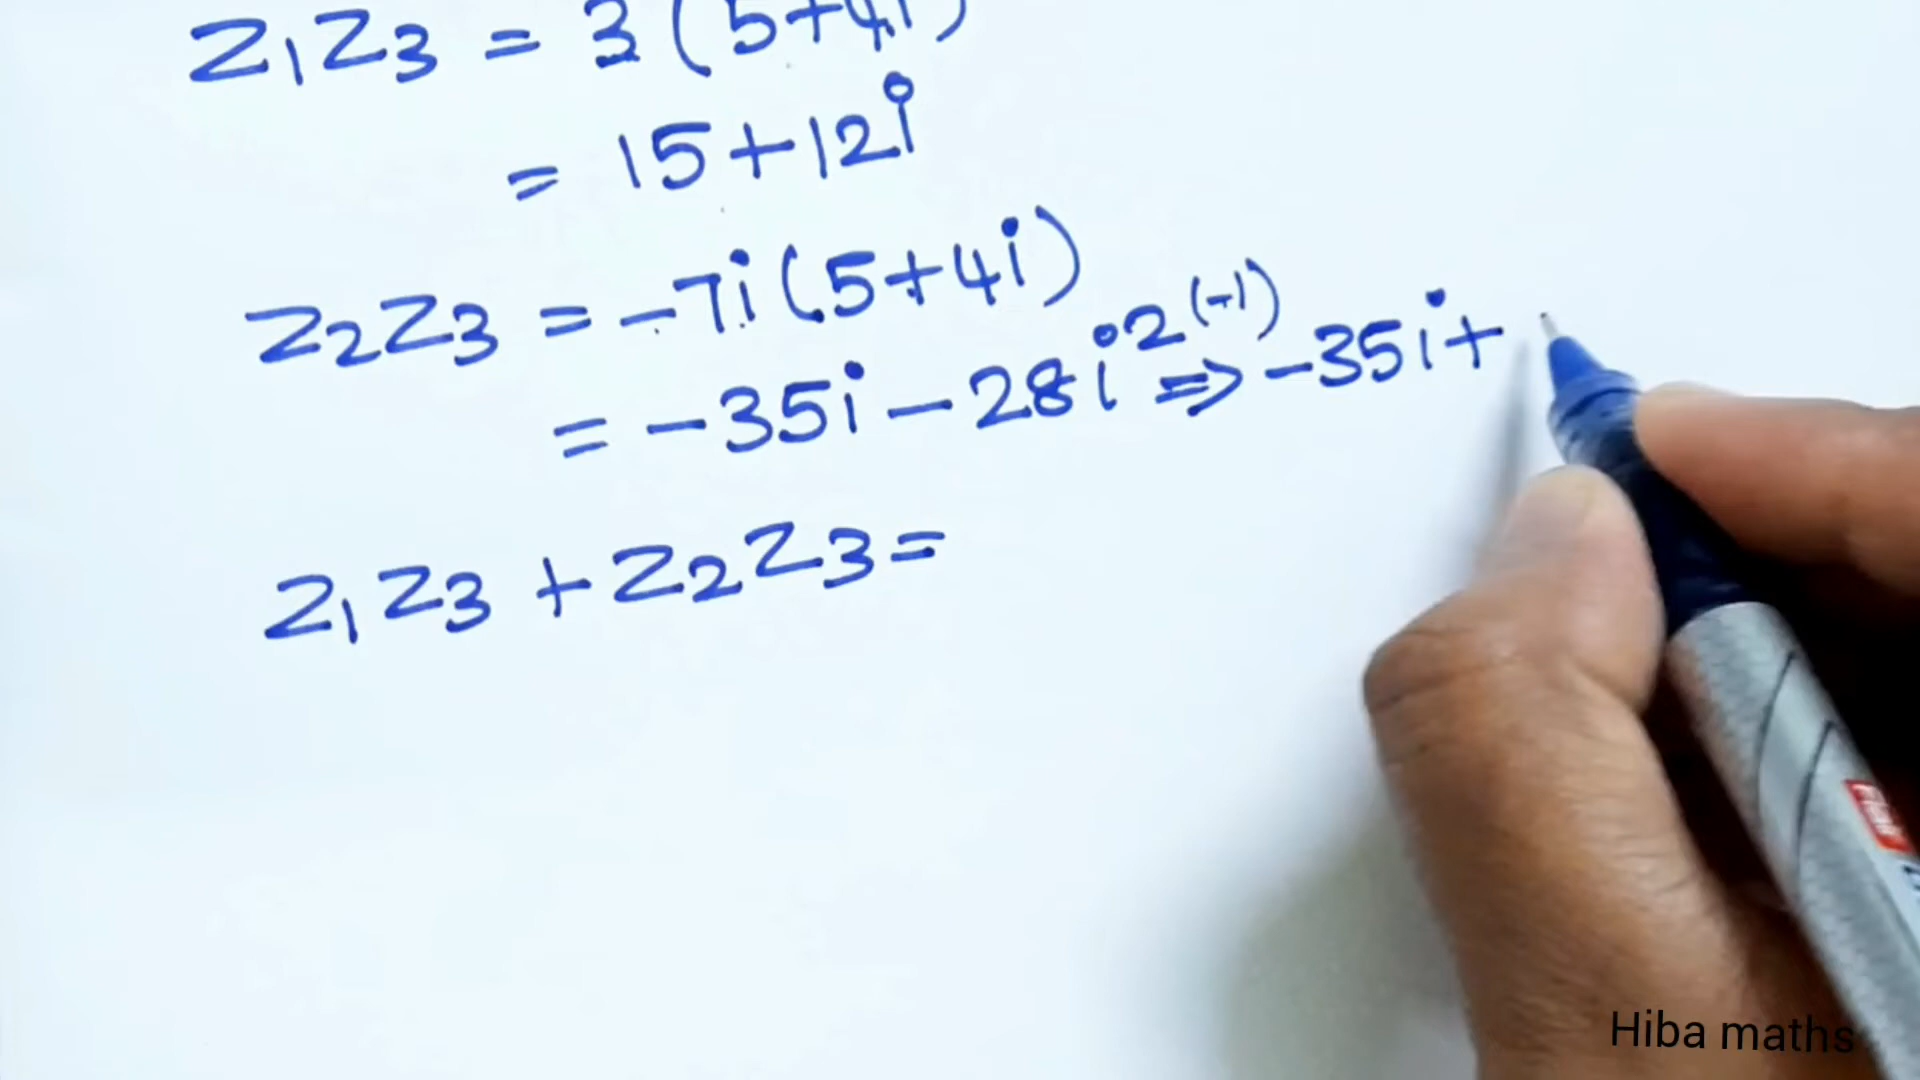 Z₁Z₃ = 3(5+4i)
= 15+12i
Z₂Z₃ = -7i(5+4i)
= -35i-28i² (-1) ⇒ -35i+
Z₁Z₃ + Z₂Z₃ =
Hiba maths